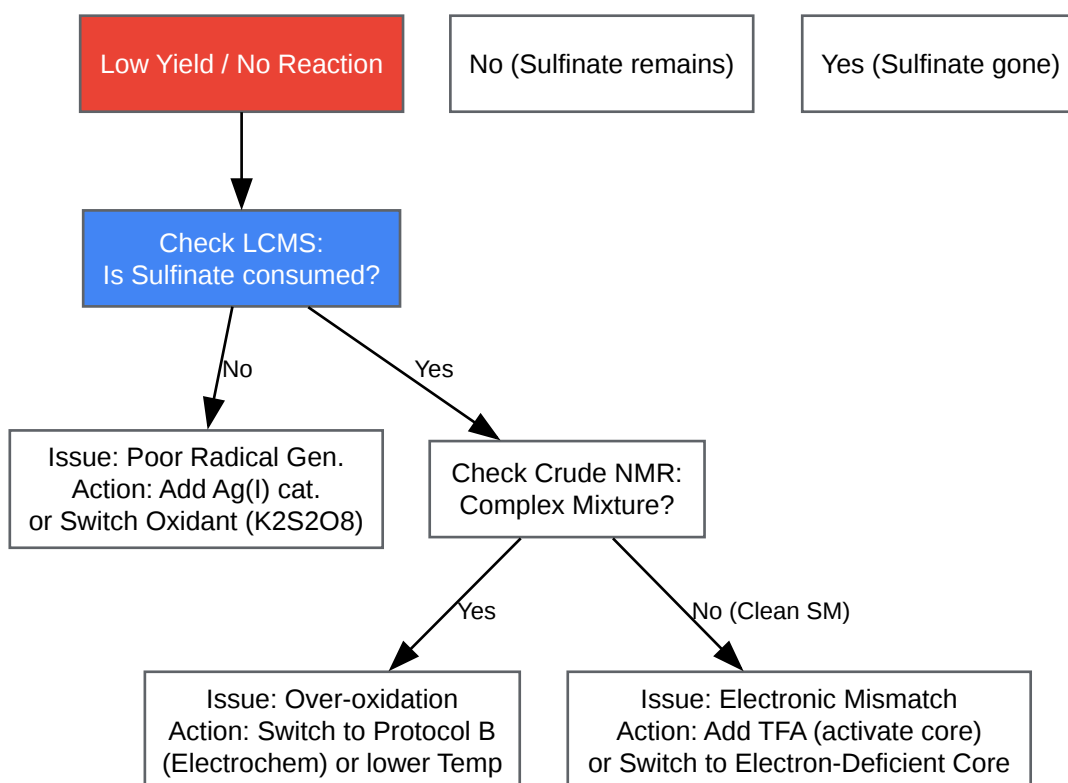 Low Yield / No Reaction
No (Sulfinate remains)
Yes (Sulfinate gone)
Check LCMS:
Is Sulfinate consumed?
No
Yes
Issue: Poor Radical Gen.
Action: Add Ag(I) cat.
or Switch Oxidant (K2S2O8)
Check Crude NMR:
Complex Mixture?
Yes
No (Clean SM)
Issue: Over-oxidation
Action: Switch to Protocol B
(Electrochem) or lower Temp
Issue: Electronic Mismatch
Action: Add TFA (activate core)
or Switch to Electron-Deficient Core